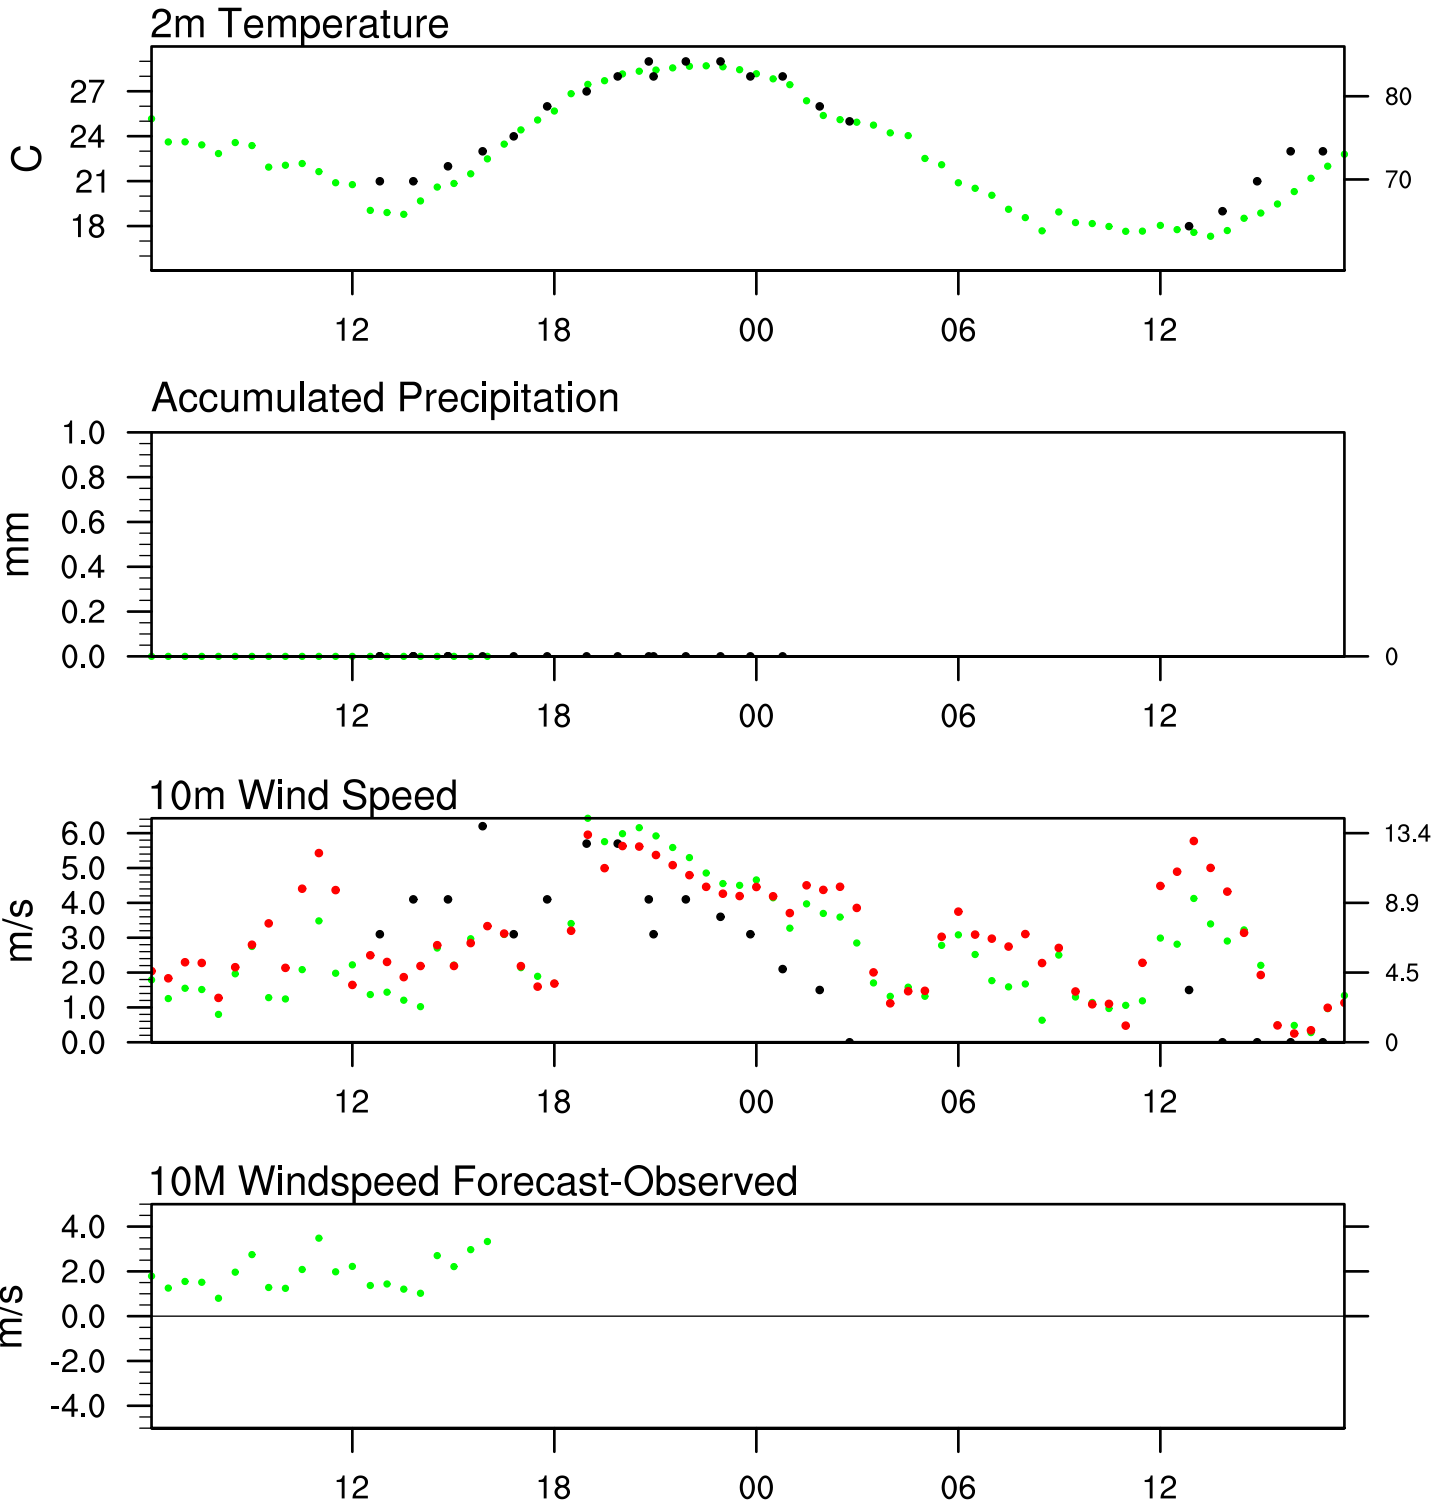 2m Temperature
27
24
21
18
C
80
70
12 18 00 06 12
Accumulated Precipitation
1.0
0.8
0.6
0.4
0.2
0.0
mm
0
12 18 00 06 12
10m Wind Speed
6.0
5.0
4.0
3.0
2.0
1.0
0.0
m/s
13.4
8.9
4.5
0
12 18 00 06 12
10M Windspeed Forecast-Observed
4.0
2.0
0.0
-2.0
-4.0
m/s
12 18 00 06 12